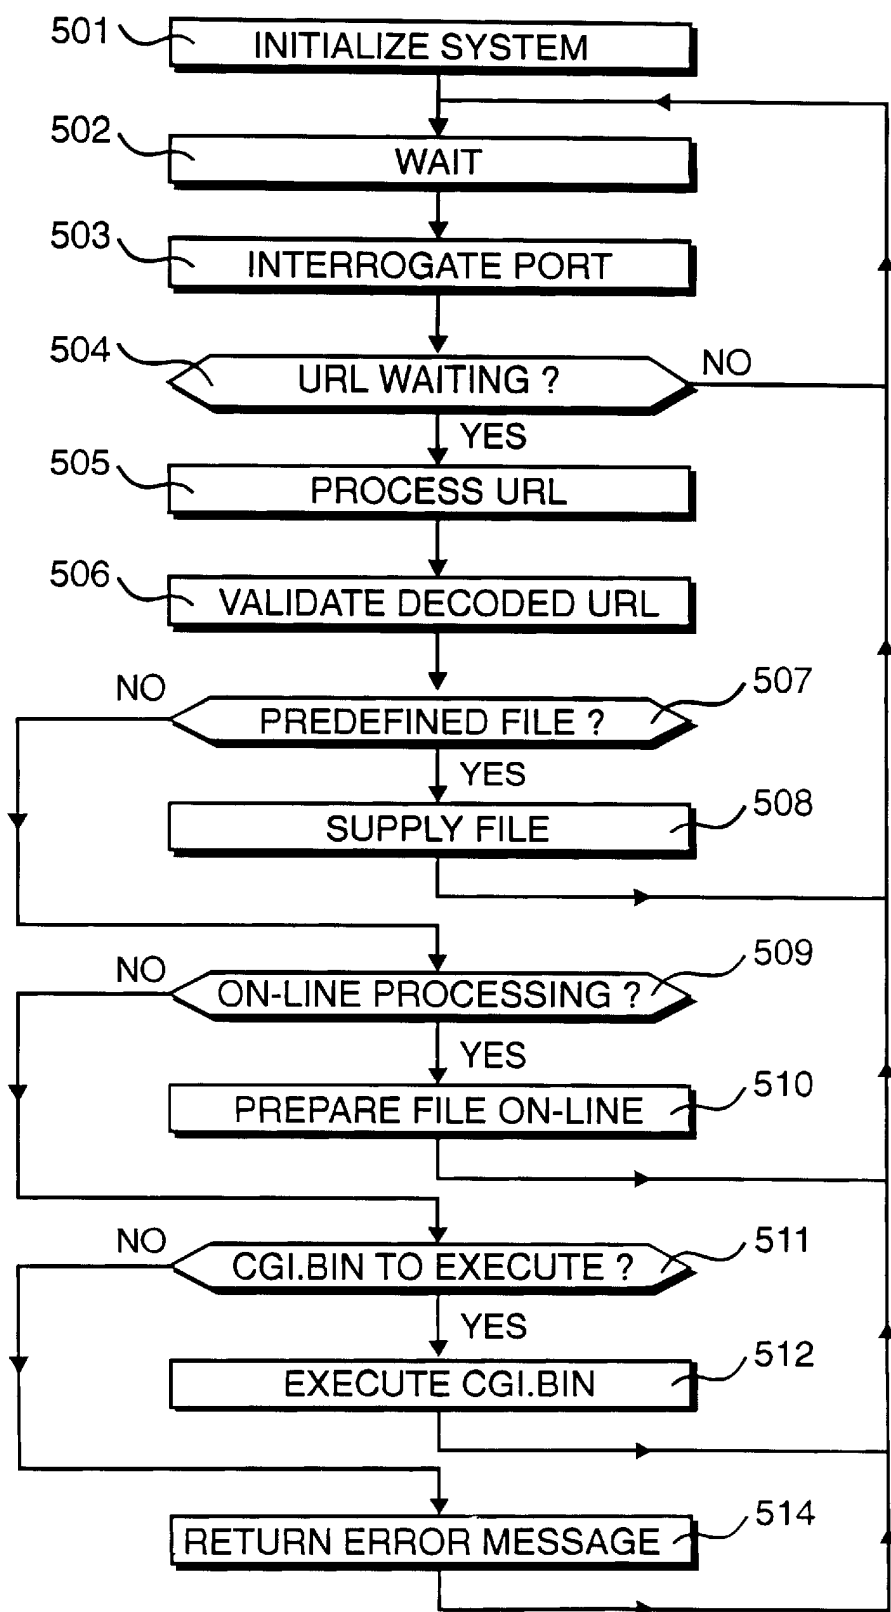 501
INITIALIZE SYSTEM
502
WAIT
503
INTERROGATE PORT
504
URL WAITING ?
NO
YES
505
PROCESS URL
506
VALIDATE DECODED URL
NO
507
PREDEFINED FILE ?
YES
508
SUPPLY FILE
NO
509
ON-LINE PROCESSING ?
YES
510
PREPARE FILE ON-LINE
NO
511
CGI.BIN TO EXECUTE ?
YES
512
EXECUTE CGI.BIN
514
RETURN ERROR MESSAGE